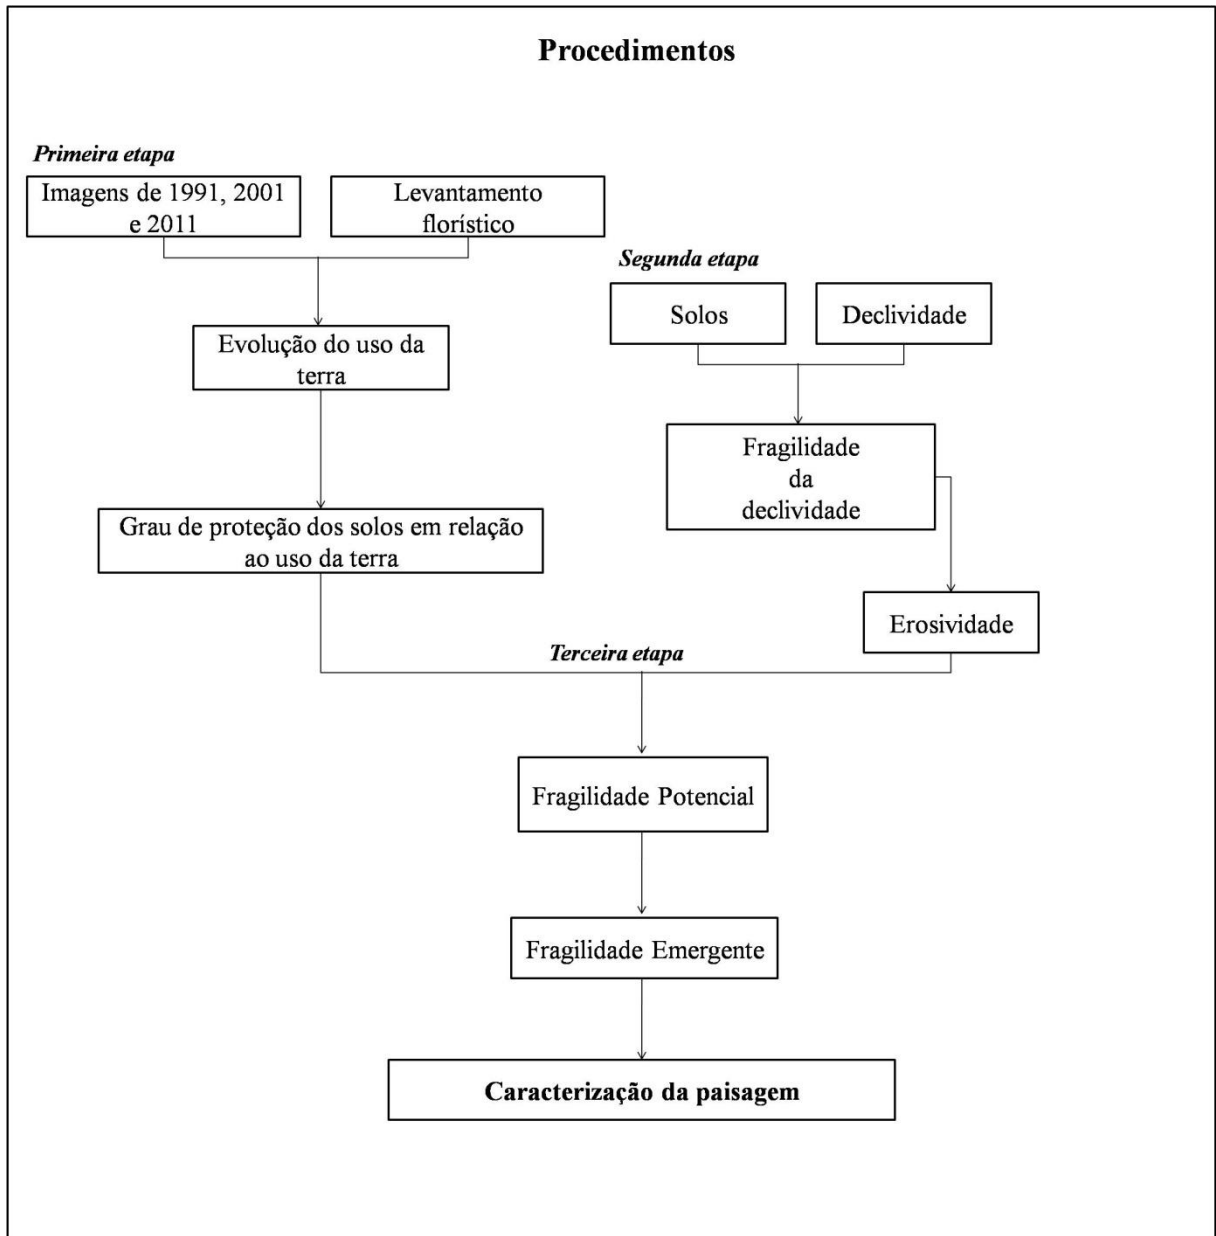 Procedimentos
Primeira etapa
Imagens de 1991, 2001
e 2011
Levantamento
florístico
Segunda etapa
Solos
Declividade
Evolução do uso da
terra
Fragilidade
da
declividade
Grau de proteção dos solos em relação
ao uso da terra
Erosividade
Terceira etapa
Fragilidade Potencial
Fragilidade Emergente
Caracterização da paisagem